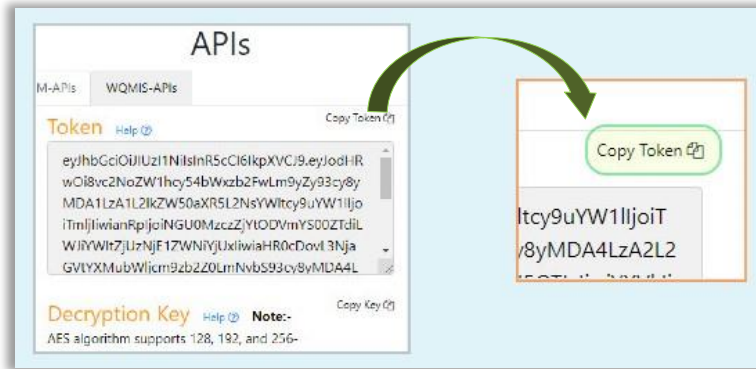 APIs
M-APIs WQMIS-APIs
Token Help Copy Token
eyJhbGciOiJIUzI1NiIsInR5cCI6IkpXVCJ9.eyJodHR
wOi8vc2NoZW1hcy54bWxzb2FwLm9yZy93cy8y
MDA1LzA1L2lkZW50aXR5L2NsYWltcy9uYW1lIjo
iTmljIiwianRpIjoiNGU0MzczZjYtODVmYS00ZTdiL
WJiYWItZjUzNjE1ZWNiYjUxIiwiaHR0cDovL3Nja
GVtYXMubWljcm9zb2Z0LmNvbS93cy8yMDA4L
Decryption Key Help Note:- Copy Key
AES algorithm supports 128, 192, and 256-
Copy Token
ltcy9uYW1lIjoiT
y8yMDA4LzA2L2